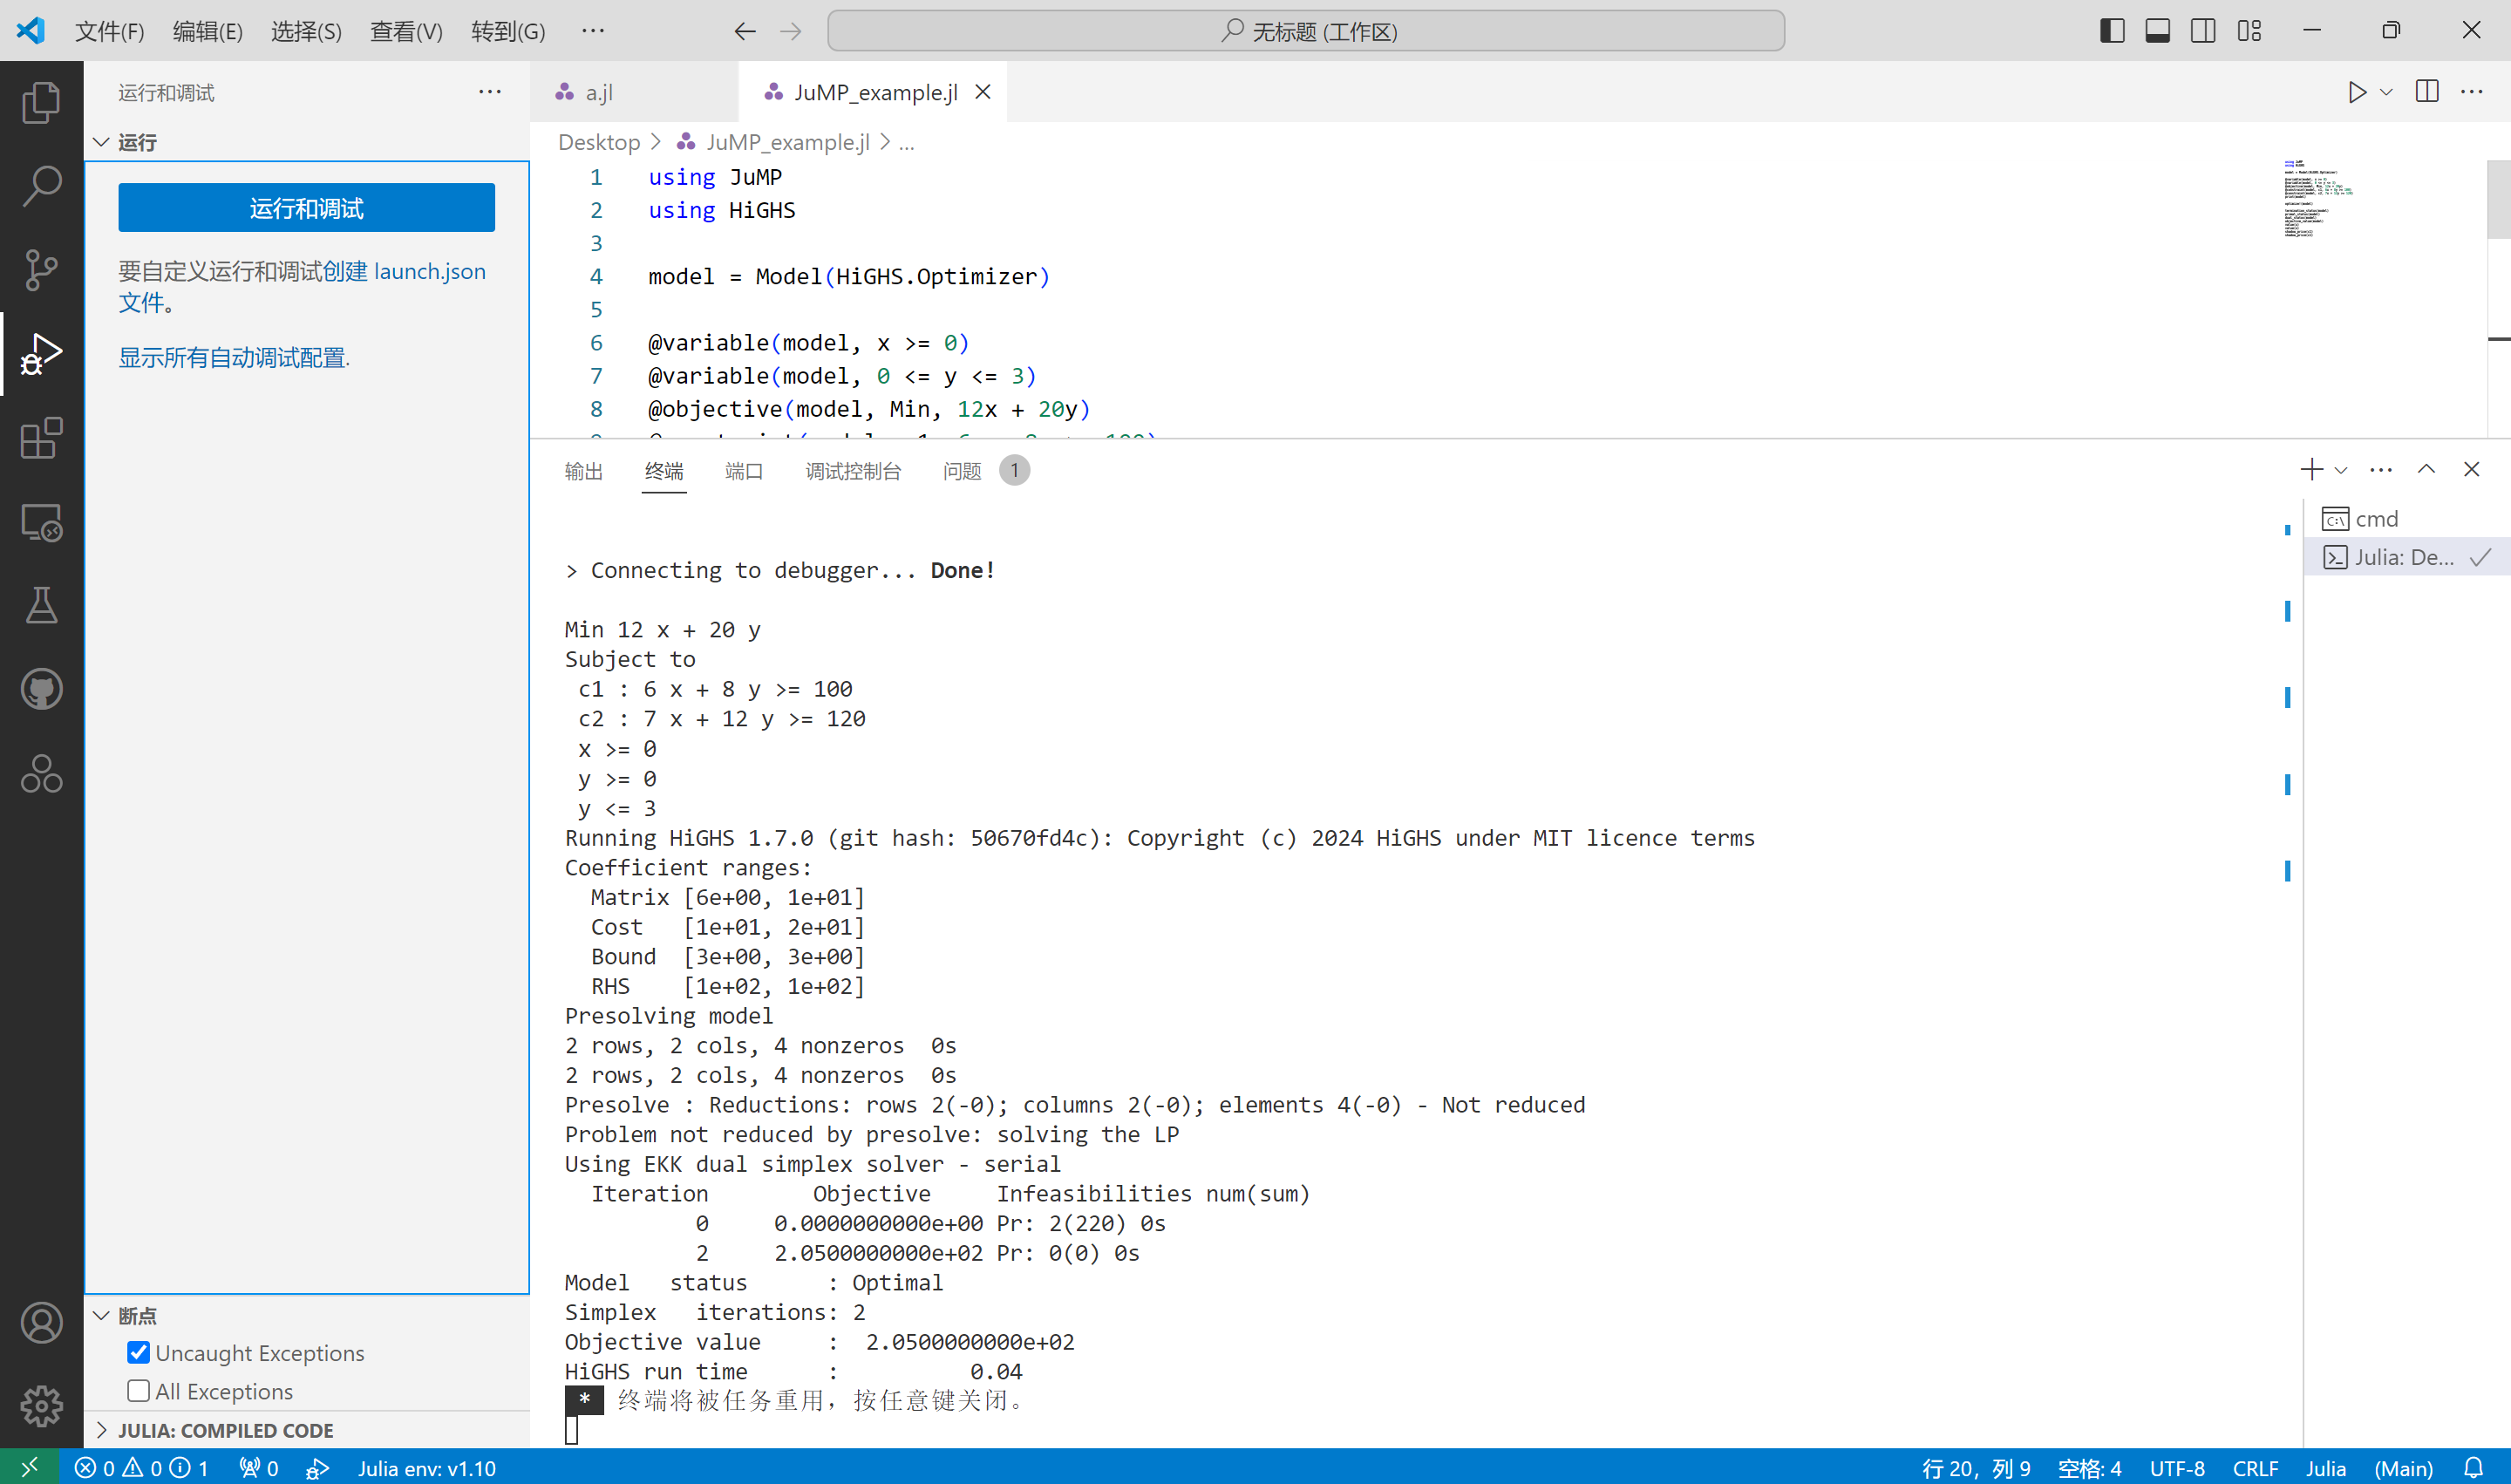 文件(F) 编辑(E) 选择(S) 查看(V) 转到(G) ··· 无标题 (工作区)
运行和调试 ···
a.jl JuMP_example.jl
运行
Desktop > JuMP_example.jl > ...
运行和调试
要自定义运行和调试创建 launch.json
文件。
显示所有自动调试配置.
1 using JuMP
2 using HiGHS
3
4 model = Model(HiGHS.Optimizer)
5
6 @variable(model, x >= 0)
7 @variable(model, 0 <= y <= 3)
8 @objective(model, Min, 12x + 20y)
输出 终端 端口 调试控制台 问题 1
cmd
Julia: De...
> Connecting to debugger... Done!
Min 12 x + 20 y
Subject to
c1 : 6 x + 8 y >= 100
c2 : 7 x + 12 y >= 120
x >= 0
y >= 0
y <= 3
Running HiGHS 1.7.0 (git hash: 50670fd4c): Copyright (c) 2024 HiGHS under MIT licence terms
Coefficient ranges:
Matrix [6e+00, 1e+01]
Cost [1e+01, 2e+01]
Bound [3e+00, 3e+00]
RHS [1e+02, 1e+02]
Presolving model
2 rows, 2 cols, 4 nonzeros 0s
2 rows, 2 cols, 4 nonzeros 0s
Presolve : Reductions: rows 2(-0); columns 2(-0); elements 4(-0) - Not reduced
Problem not reduced by presolve: solving the LP
Using EKK dual simplex solver - serial
Iteration Objective Infeasibilities num(sum)
0 0.0000000000e+00 Pr: 2(220) 0s
2 2.0500000000e+02 Pr: 0(0) 0s
Model status : Optimal
Simplex iterations: 2
Objective value : 2.0500000000e+02
HiGHS run time : 0.04
* 终端将被任务重用，按任意键关闭。
断点
Uncaught Exceptions
All Exceptions
JULIA: COMPILED CODE
0 0 1 0 Julia env: v1.10 行 20，列 9 空格: 4 UTF-8 CRLF Julia (Main)